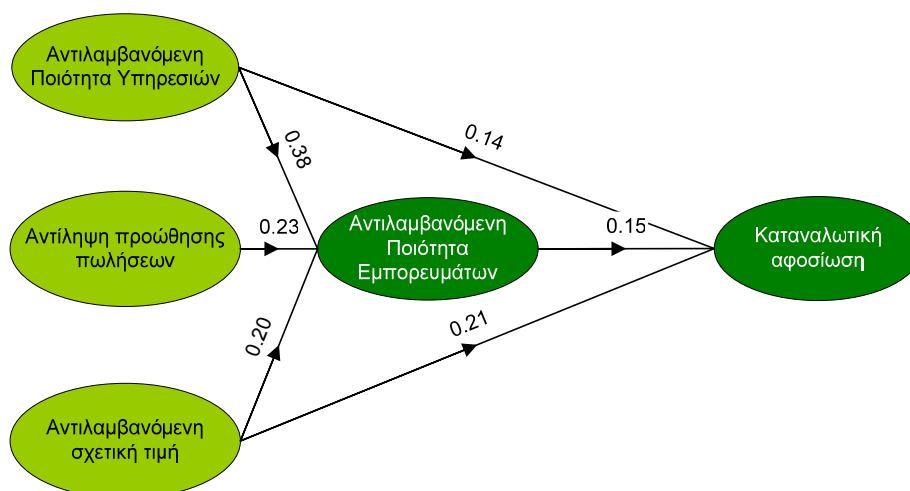 Αντιλαμβανόμενη
Ποιότητα Υπηρεσιών
0.38
0.14
Αντίληψη προώθησης
πωλήσεων
0.23
Αντιλαμβανόμενη
Ποιότητα
Εμπορευμάτων
0.15
Καταναλωτική
αφοσίωση
0.20
0.21
Αντιλαμβανόμενη
σχετική τιμή